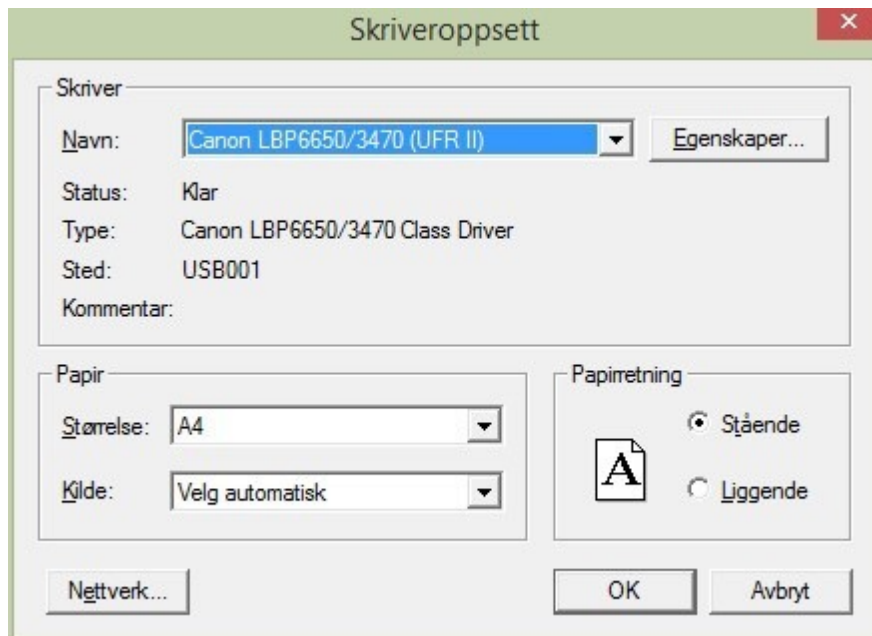 Skriveroppsett
Skriver
Navn: Canon LBP6650/3470 (UFR II) Egenskaper...
Status: Klar
Type: Canon LBP6650/3470 Class Driver
Sted: USB001
Kommentar:
Papir
Størrelse: A4
Kilde: Velg automatisk
Papirretning
A
Stående
Liggende
Nettverk... OK Avbryt